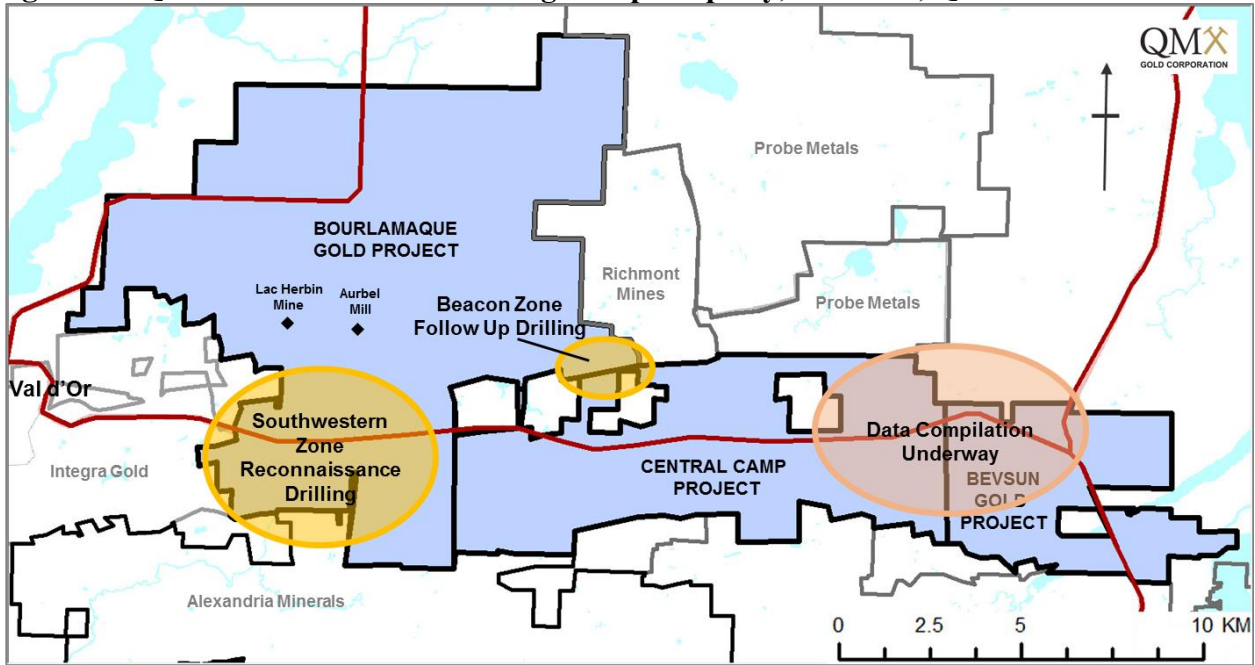 QMX
GOLD CORPORATION
Probe Metals
BOURLAMAQUE
GOLD PROJECT
Lac Herbin
Mine
Aurbel
Mill
Richmont
Mines
Beacon Zone
Follow Up Drilling
Probe Metals
Val d'Or
Southwestern
Zone
Reconnaissance
Drilling
Data Compilation
Underway
Integra Gold
CENTRAL CAMP
PROJECT
BEVSUN
GOLD
PROJECT
Alexandria Minerals
0 2.5 5 10 KM